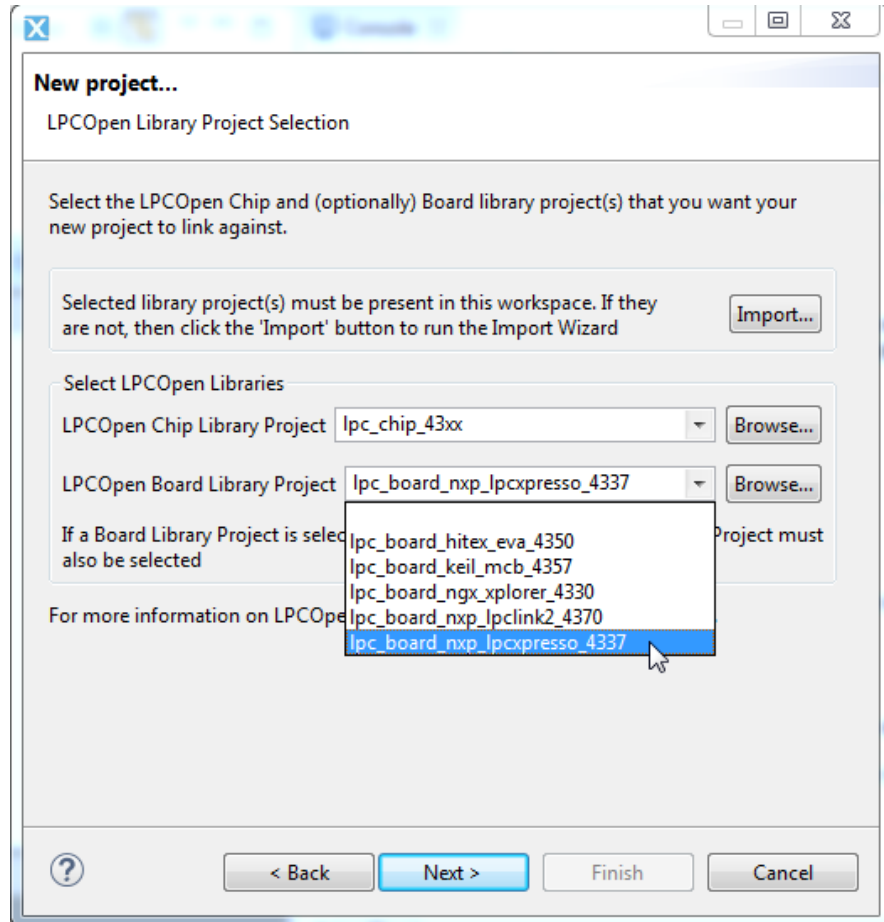 Console
New project...
LPCOpen Library Project Selection
Select the LPCOpen Chip and (optionally) Board library project(s) that you want your
new project to link against.
Selected library project(s) must be present in this workspace. If they
are not, then click the 'Import' button to run the Import Wizard
Import...
Select LPCOpen Libraries
LPCOpen Chip Library Project
lpc_chip_43xx
Browse...
LPCOpen Board Library Project
lpc_board_nxp_lpcxpresso_4337
Browse...
If a Board Library Project is selec
Project must
also be selected
lpc_board_hitex_eva_4350
lpc_board_keil_mcb_4357
lpc_board_ngx_xplorer_4330
lpc_board_nxp_lpclink2_4370
lpc_board_nxp_lpcxpresso_4337
For more information on LPCOpe
< Back
Next >
Finish
Cancel